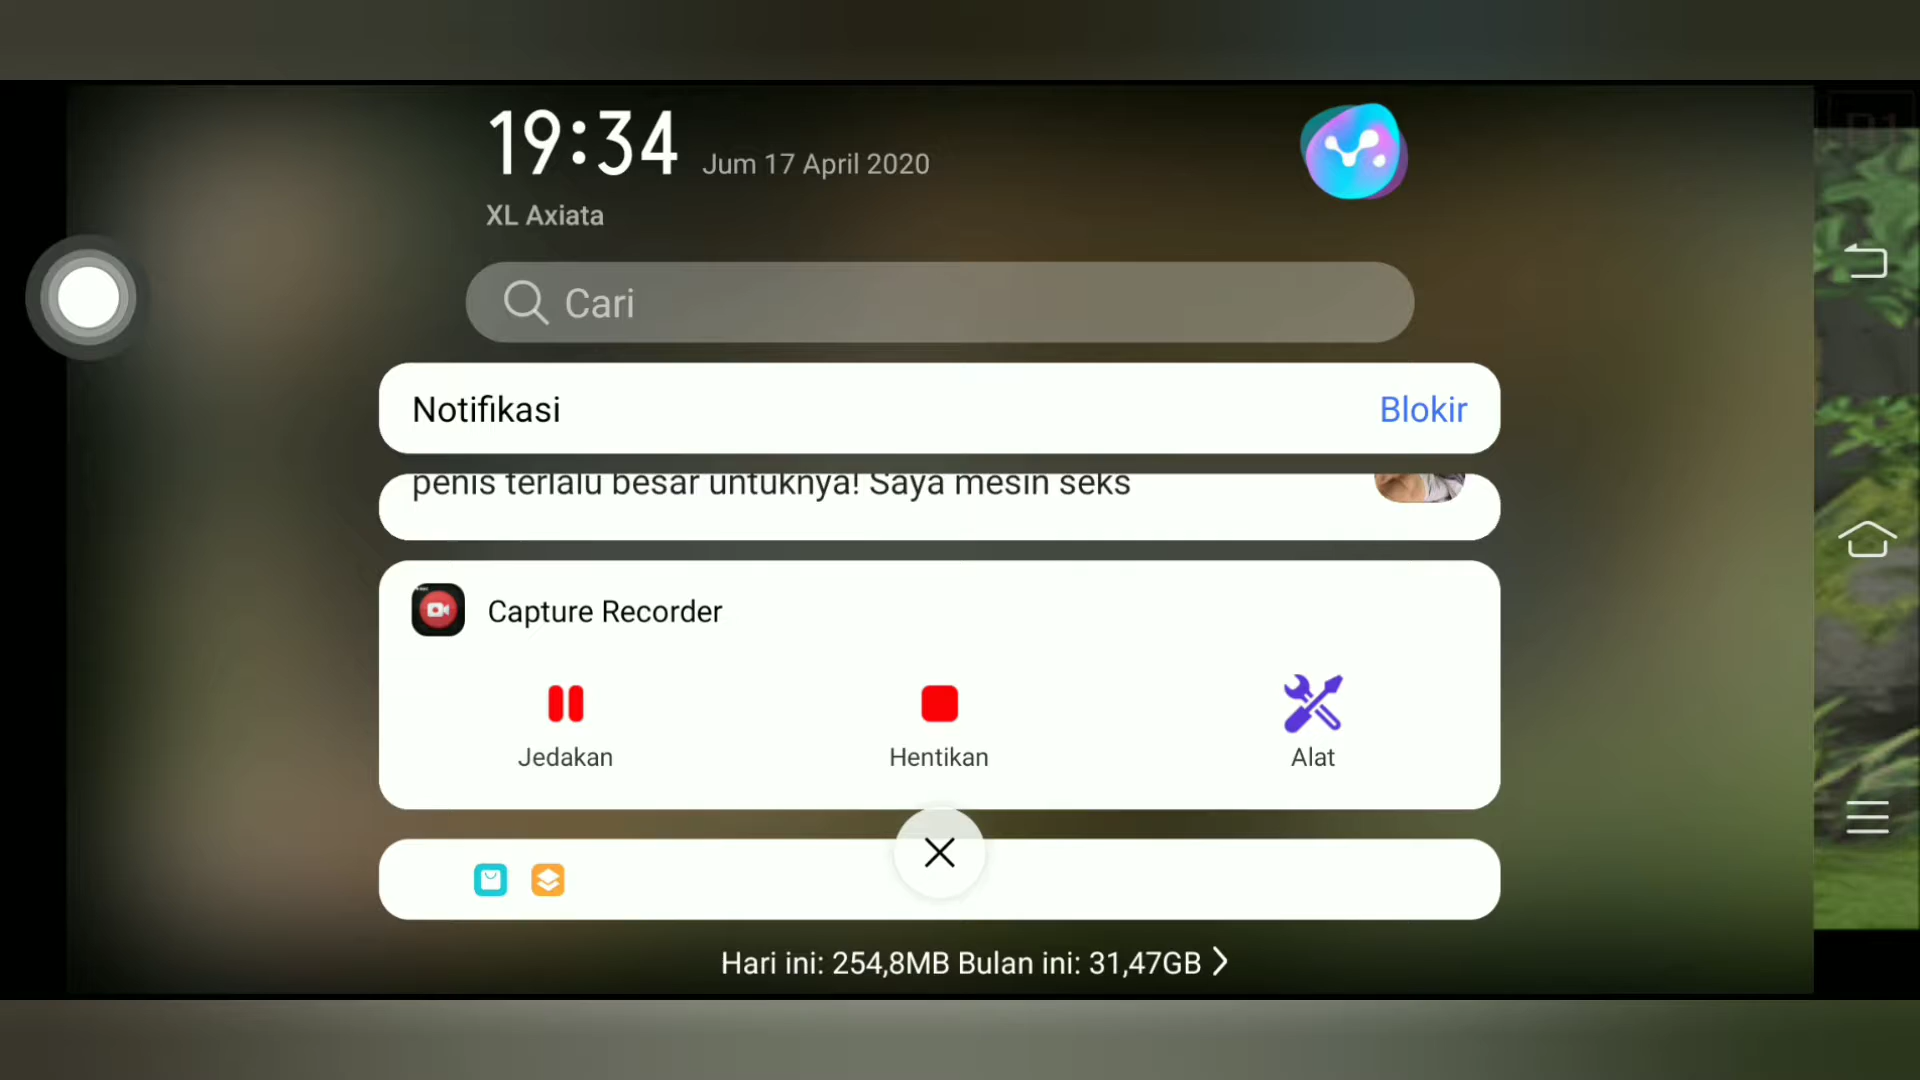 19:34 Jum 17 April 2020
XL Axiata
Cari
Notifikasi Blokir
penis terlalu besar untuknya! Saya mesin seks
Capture Recorder
Jedakan Hentikan Alat
Hari ini: 254,8MB Bulan ini: 31,47GB